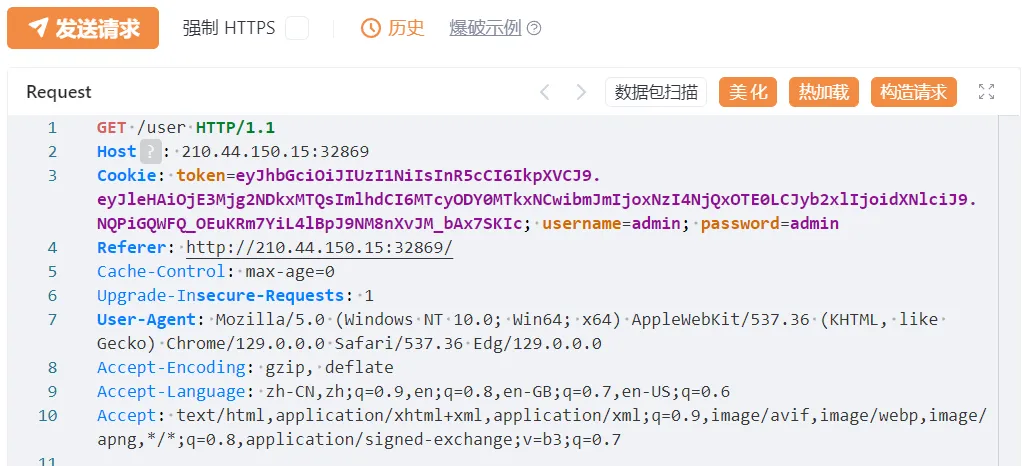 发送请求 强制 HTTPS 历史 爆破示例 ?
Request 数据包扫描 美化 热加载 构造请求
1 GET /user HTTP/1.1
2 Host ? : 210.44.150.15:32869
3 Cookie: token=eyJhbGciOiJIUzI1NiIsInR5cCI6IkpXVCJ9.
eyJleHAiOjE3Mjg2NDkxMTQsImlhdCI6MTcyODY0MTkxNCwibmJmIjoxNzI4NjQxOTE0LCJyb2xlIjoidXNlciJ9.
NQPiGQWFQ_OEuKRm7YiL4lBpJ9NM8nXvJM_bAx7SKIc; username=admin; password=admin
4 Referer: http://210.44.150.15:32869/
5 Cache-Control: max-age=0
6 Upgrade-Insecure-Requests: 1
7 User-Agent: Mozilla/5.0 (Windows NT 10.0; Win64; x64) AppleWebKit/537.36 (KHTML, like
Gecko) Chrome/129.0.0.0 Safari/537.36 Edg/129.0.0.0
8 Accept-Encoding: gzip, deflate
9 Accept-Language: zh-CN,zh;q=0.9,en;q=0.8,en-GB;q=0.7,en-US;q=0.6
10 Accept: text/html,application/xhtml+xml,application/xml;q=0.9,image/avif,image/webp,image/
apng,*/*;q=0.8,application/signed-exchange;v=b3;q=0.7
11